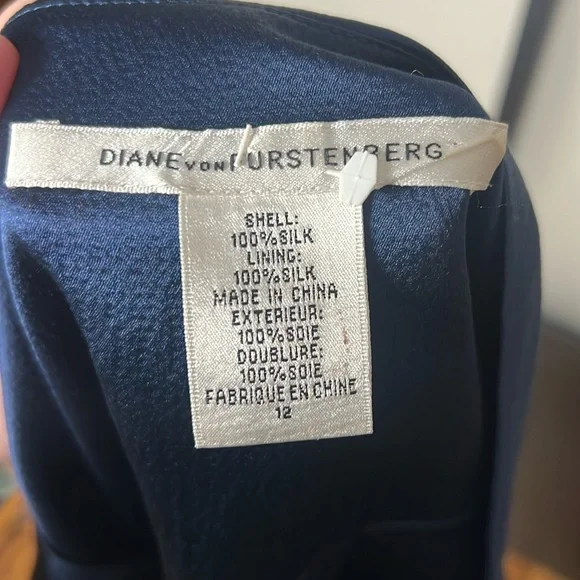 DIANE VON FURSTENBERG
SHELL:
100%SILK
LINING:
100%SILK
MADE IN CHINA
EXTERIEUR:
100%SOIE
DOUBLURE:
100%SOIE
FABRIQUE EN CHINE
12